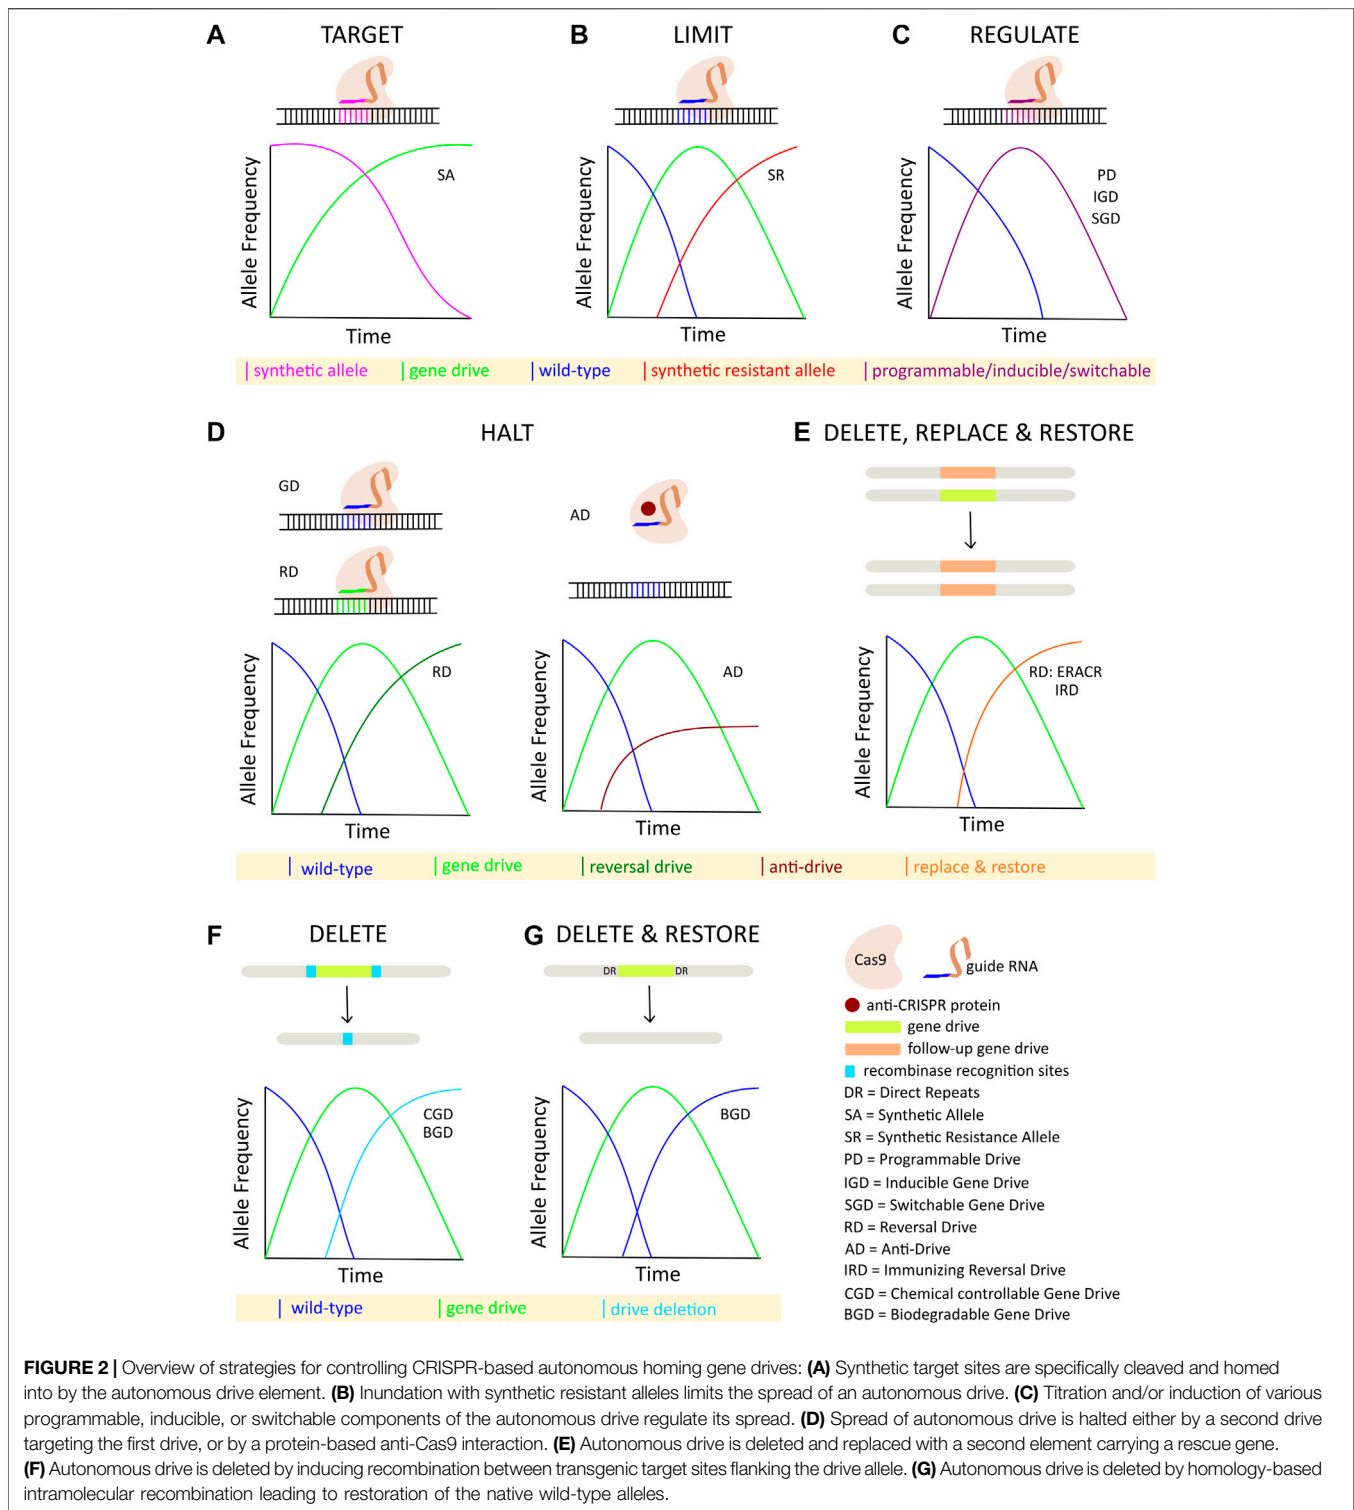 A TARGET
B LIMIT
C REGULATE
Allele Frequency
SA
Time
Allele Frequency
SR
Time
Allele Frequency
PD
IGD
SGD
Time
synthetic allele gene drive wild-type synthetic resistant allele programmable/inducible/switchable
D HALT
GD
RD
AD
Allele Frequency
RD
Time
Allele Frequency
AD
Time
E DELETE, REPLACE & RESTORE
Allele Frequency
RD: ERACR
IRD
Time
wild-type gene drive reversal drive anti-drive replace & restore
F DELETE
Allele Frequency
CGD
BGD
Time
G DELETE & RESTORE
DR DR
Allele Frequency
BGD
Time
wild-type gene drive drive deletion
Cas9
guide RNA
anti-CRISPR protein
gene drive
follow-up gene drive
recombinase recognition sites
DR = Direct Repeats
SA = Synthetic Allele
SR = Synthetic Resistance Allele
PD = Programmable Drive
IGD = Inducible Gene Drive
SGD = Switchable Gene Drive
RD = Reversal Drive
AD = Anti-Drive
IRD = Immunizing Reversal Drive
CGD = Chemical controllable Gene Drive
BGD = Biodegradable Gene Drive
FIGURE 2 | Overview of strategies for controlling CRISPR-based autonomous homing gene drives: (A) Synthetic target sites are specifically cleaved and homed
into by the autonomous drive element. (B) Inundation with synthetic resistant alleles limits the spread of an autonomous drive. (C) Titration and/or induction of various
programmable, inducible, or switchable components of the autonomous drive regulate its spread. (D) Spread of autonomous drive is halted either by a second drive
targeting the first drive, or by a protein-based anti-Cas9 interaction. (E) Autonomous drive is deleted and replaced with a second element carrying a rescue gene.
(F) Autonomous drive is deleted by inducing recombination between transgenic target sites flanking the drive allele. (G) Autonomous drive is deleted by homology-based
intramolecular recombination leading to restoration of the native wild-type alleles.